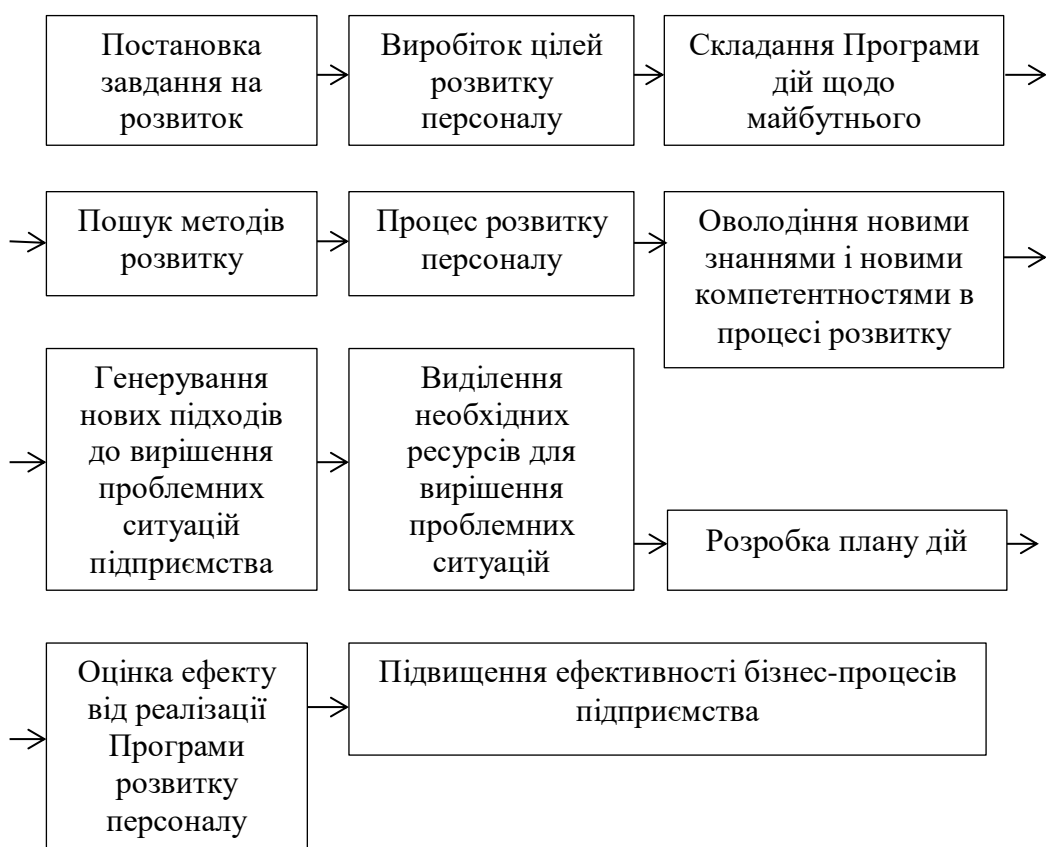 Постановка
завдання на
розвиток
Виробіток цілей
розвитку
персоналу
Складання Програми
дій щодо
майбутнього
Пошук методів
розвитку
Процес розвитку
персоналу
Оволодіння новими
знаннями і новими
компетентностями в
процесі розвитку
Генерування
нових підходів
до вирішення
проблемних
ситуацій
підприємства
Виділення
необхідних
ресурсів для
вирішення
проблемних
ситуацій
Розробка плану дій
Оцінка ефекту
від реалізації
Програми
розвитку
персоналу
Підвищення ефективності бізнес-процесів
підприємства